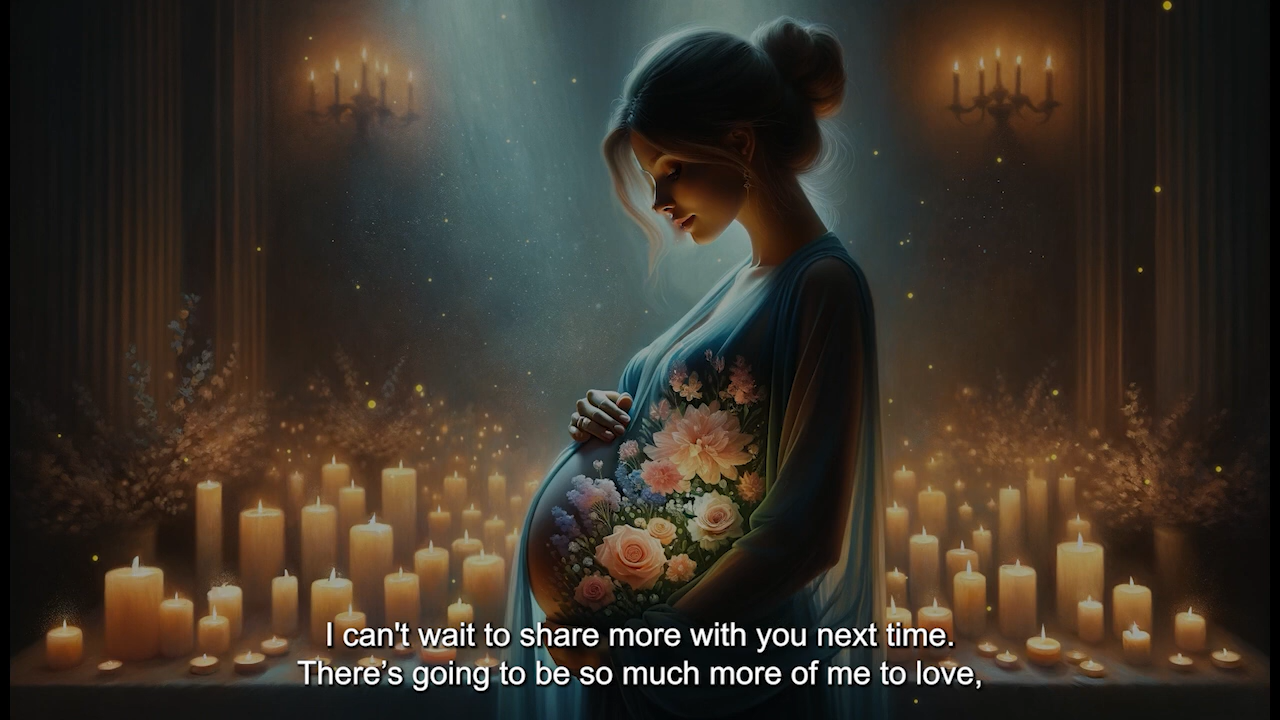 I can't wait to share more with you next time.
There’s going to be so much more of me to love,